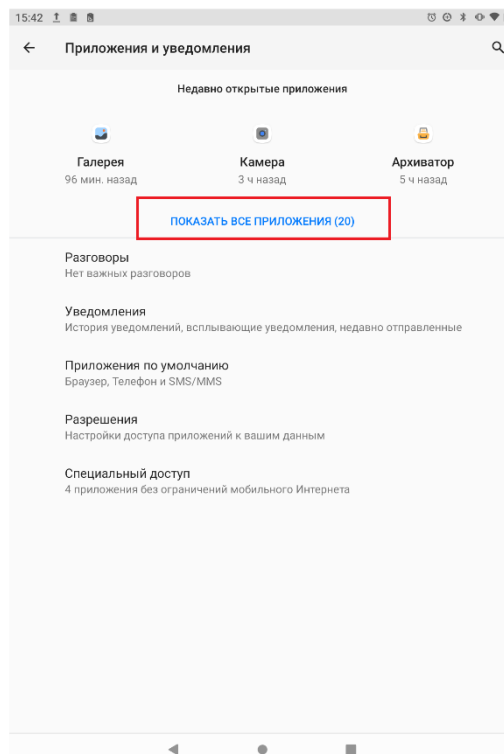 15:42
Приложения и уведомления
Недавно открытые приложения
Галерея Камера Архиватор
96 мин. назад 3 ч назад 5 ч назад
ПОКАЗАТЬ ВСЕ ПРИЛОЖЕНИЯ (20)
Разговоры
Нет важных разговоров
Уведомления
История уведомлений, всплывающие уведомления, недавно отправленные
Приложения по умолчанию
Браузер, Телефон и SMS/MMS
Разрешения
Настройки доступа приложений к вашим данным
Специальный доступ
4 приложения без ограничений мобильного Интернета